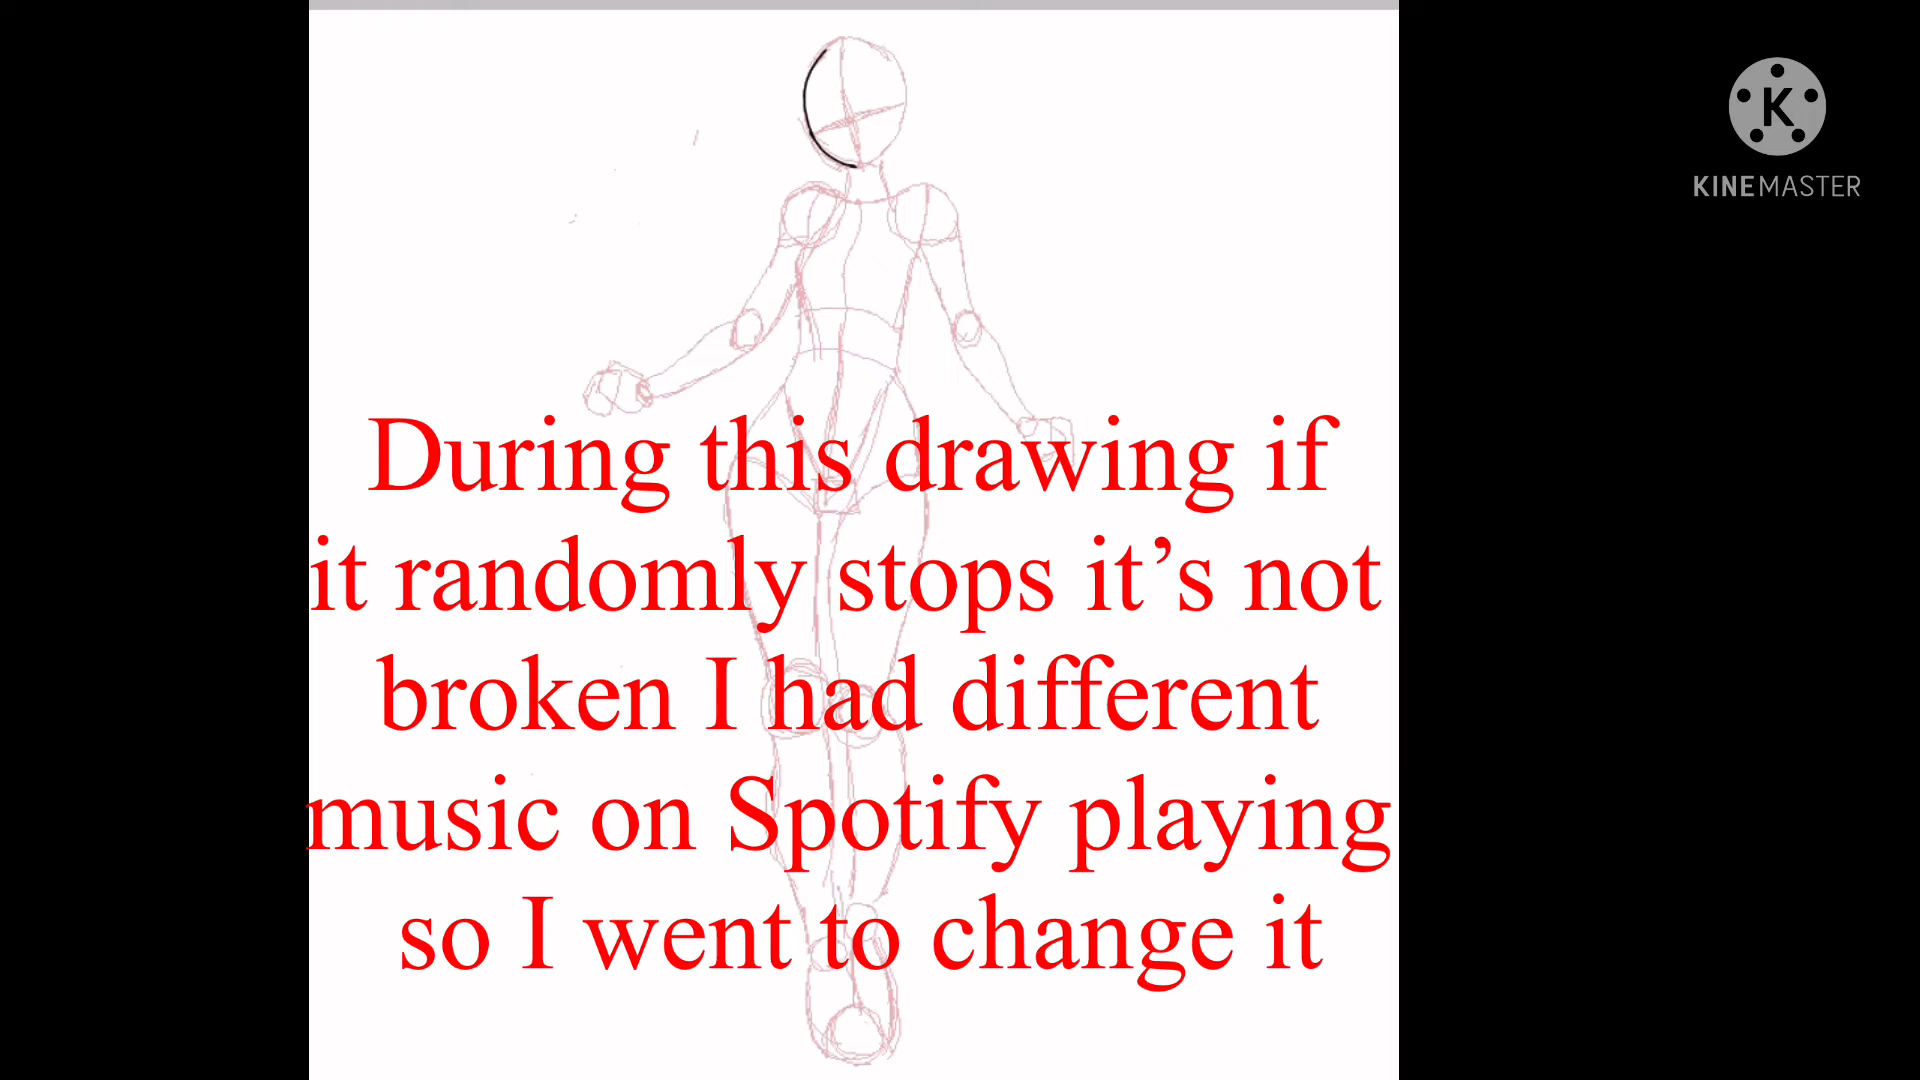 During this drawing if
it randomly stops it’s not
broken I had different
music on Spotify playing
so I went to change it
K
KINEMASTER